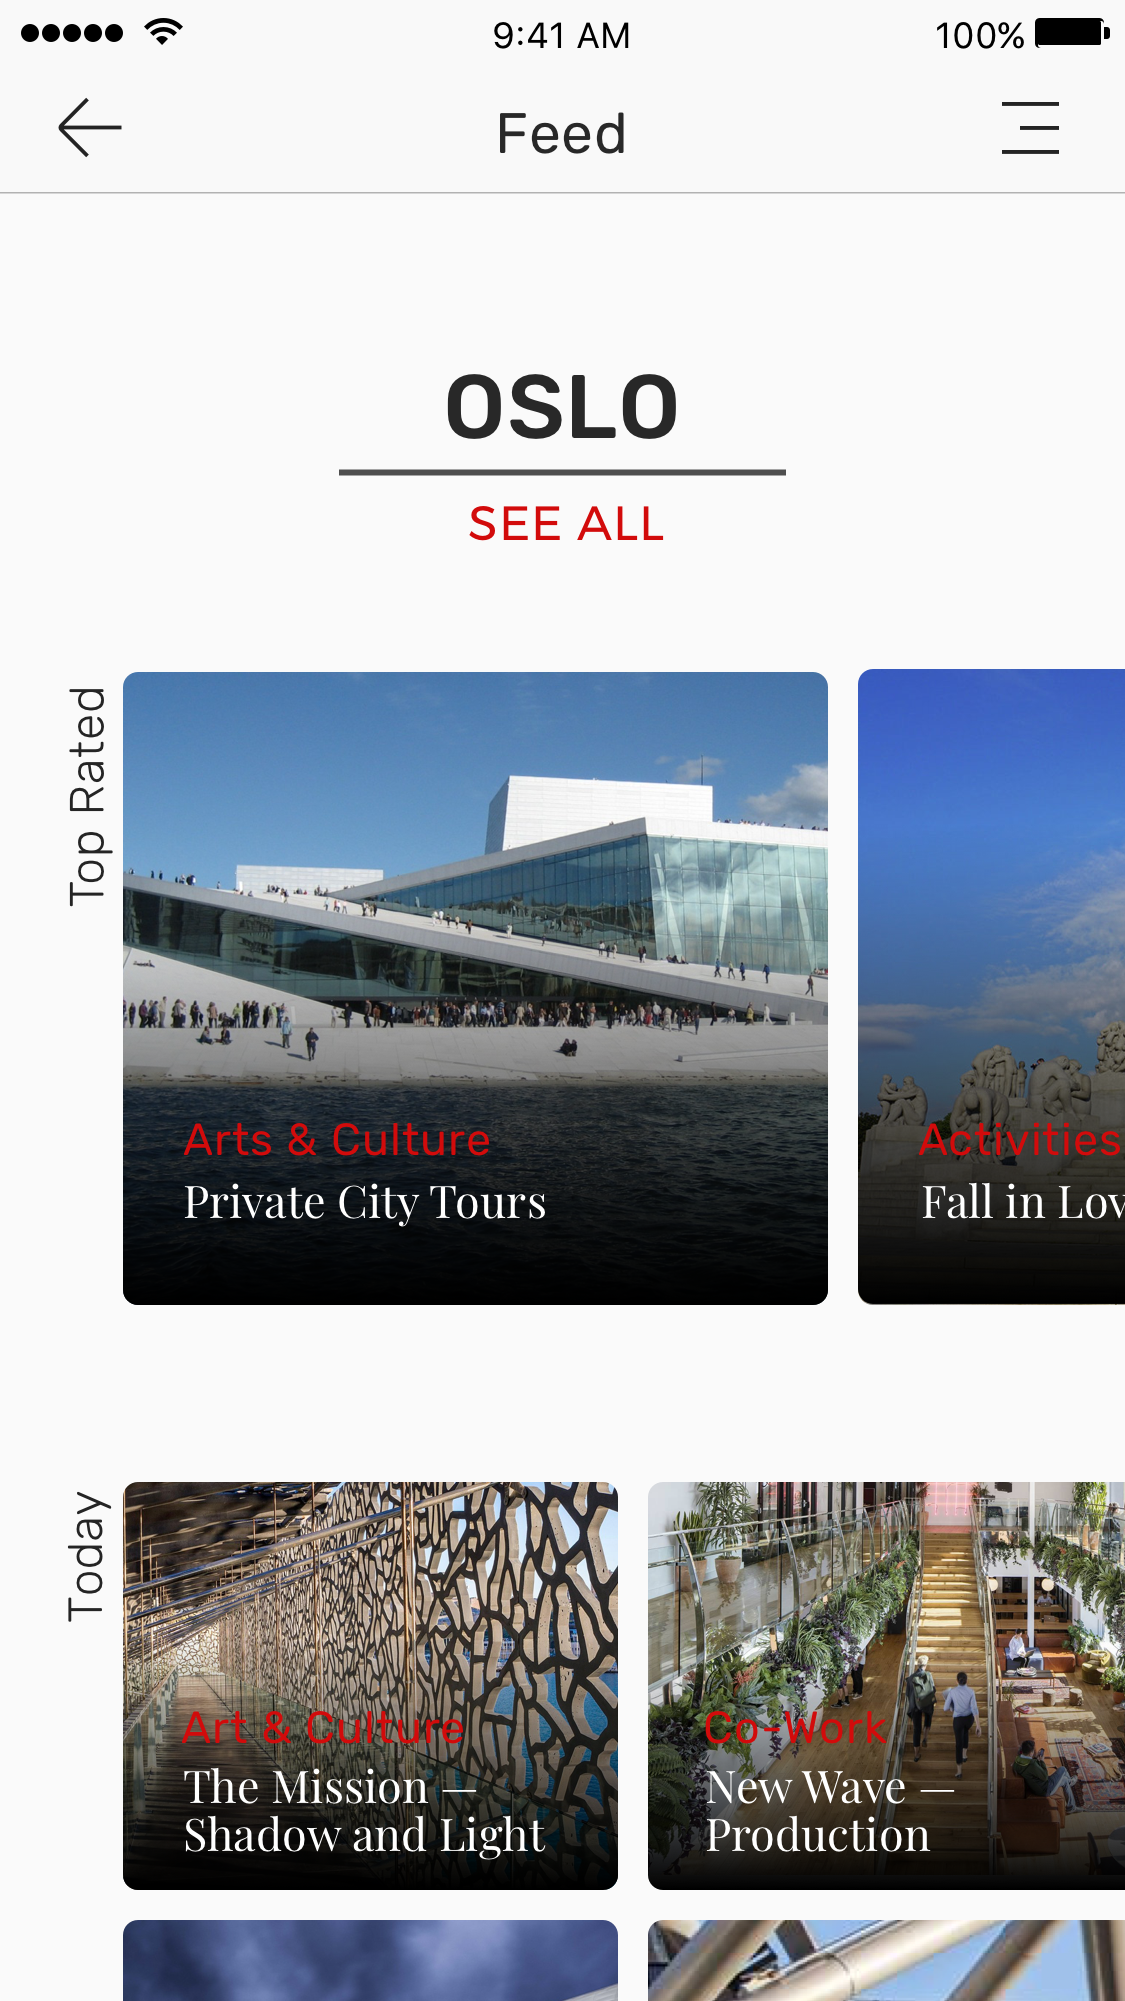 9:41 AM
100%
Feed
OSLO
SEE ALL
Top Rated
Arts & Culture
Private City Tours
Activities
Fall in Lov
Today
Art & Culture
The Mission —
Shadow and Light
Co-Work
New Wave —
Production